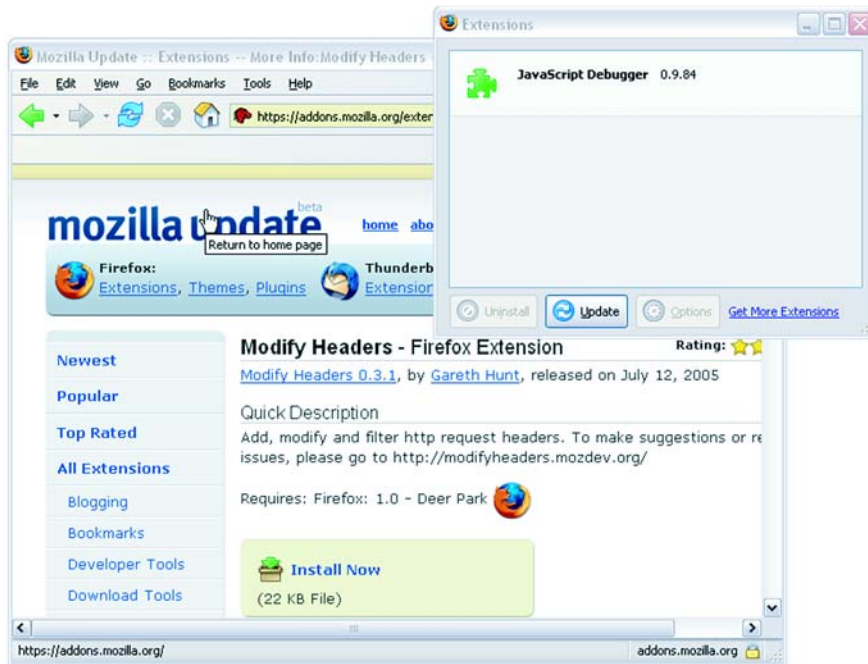 Extensions
JavaScript Debugger 0.9.84
Uninstall Update Options Get More Extensions
Mozilla Update :: Extensions -- More Info:Modify Headers
File Edit View Go Bookmarks Tools Help
https://addons.mozilla.org/exter
beta
mozilla update
home abo
Return to home page
Firefox:
Extensions, Themes, Plugins
Thunderb
Extension
Newest
Popular
Top Rated
All Extensions
Blogging
Bookmarks
Developer Tools
Download Tools
Modify Headers - Firefox Extension Rating:
Modify Headers 0.3.1, by Gareth Hunt, released on July 12, 2005
Quick Description
Add, modify and filter http request headers. To make suggestions or re
issues, please go to http://modifyheaders.mozdev.org/
Requires: Firefox: 1.0 - Deer Park
Install Now
(22 KB File)
https://addons.mozilla.org/ addons.mozilla.org